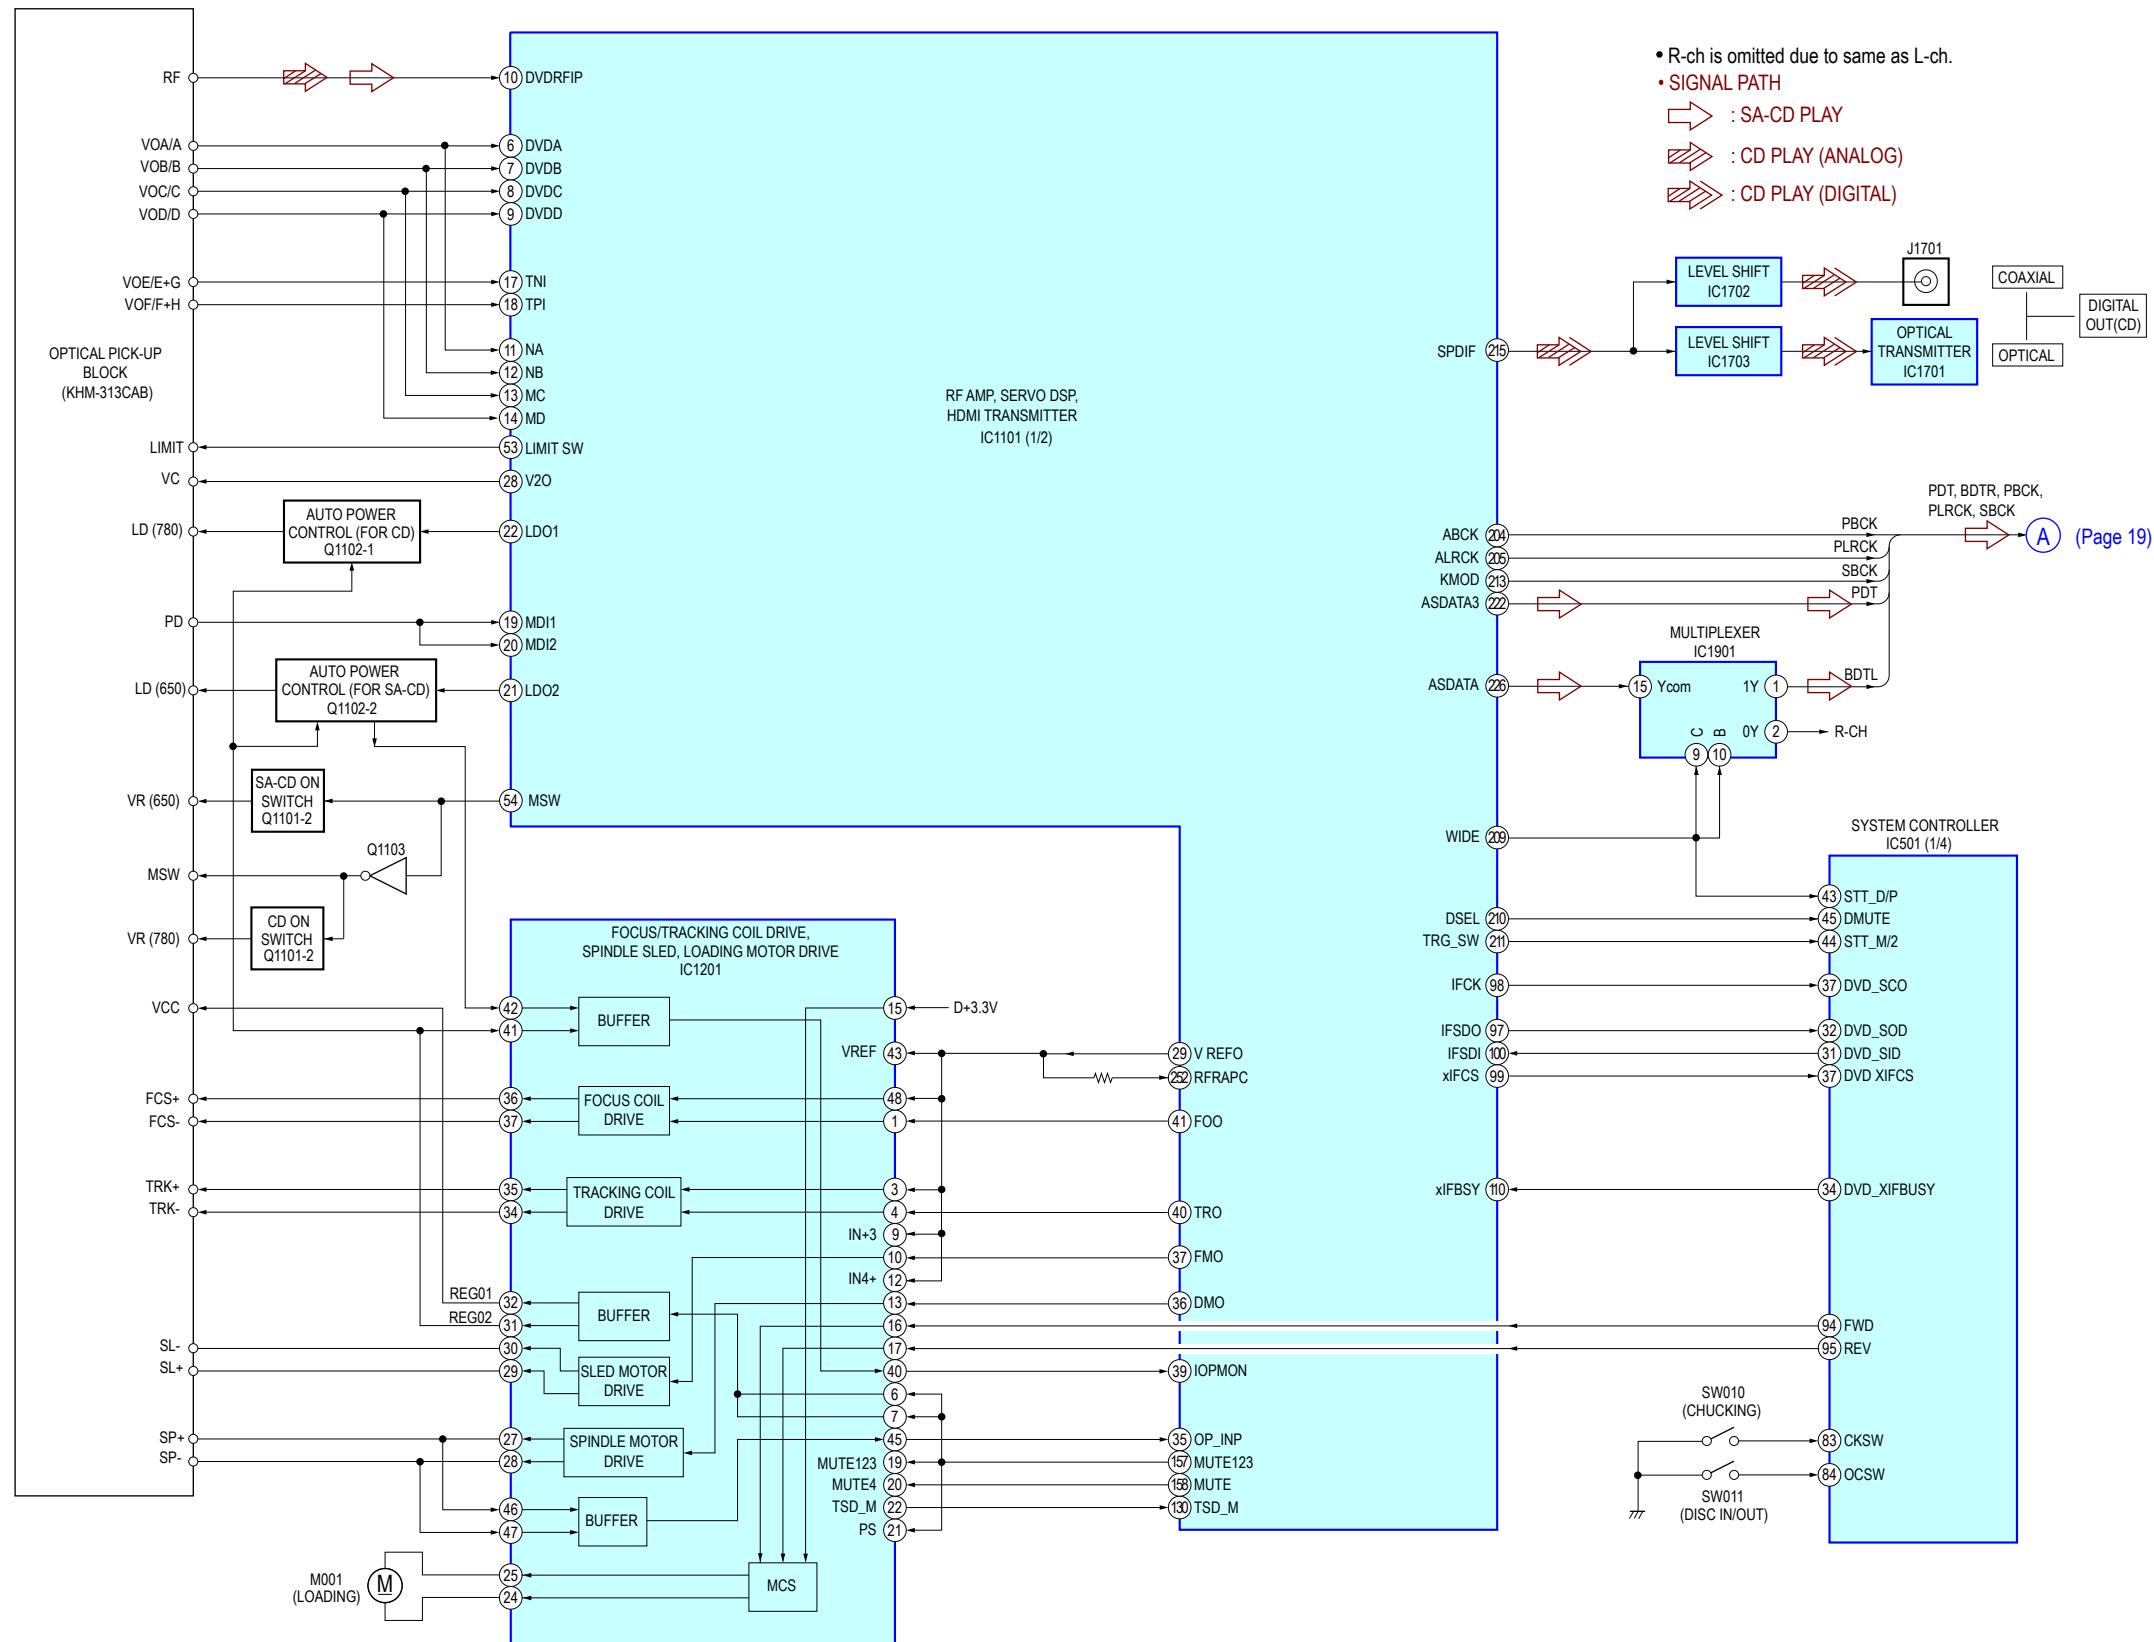 • R-ch is omitted due to same as L-ch.
• SIGNAL PATH
: SA-CD PLAY
: CD PLAY (ANALOG)
: CD PLAY (DIGITAL)
OPTICAL PICK-UP
BLOCK
(KHM-313CAB)
RF
VOA/A
VOB/B
VOC/C
VOD/D
VOE/E+G
VOF/F+H
LIMIT
VC
LD (780)
PD
LD (650)
VR (650)
MSW
VR (780)
VCC
FCS+
FCS-
TRK+
TRK-
SL-
SL+
SP+
SP-
AUTO POWER
CONTROL (FOR CD)
Q1102-1
AUTO POWER
CONTROL (FOR SA-CD)
Q1102-2
SA-CD ON
SWITCH
Q1101-2
Q1103
CD ON
SWITCH
Q1101-2
RF AMP, SERVO DSP,
HDMI TRANSMITTER
IC1101 (1/2)
10 DVDRFIP
6 DVDA
7 DVDB
8 DVDC
9 DVDD
17 TNI
18 TPI
11 NA
12 NB
13 MC
14 MD
53 LIMIT SW
28 V2O
22 LDO1
19 MDI1
20 MDI2
21 LDO2
54 MSW
SPDIF 215
ABCK 204
ALRCK 205
KMOD 213
ASDATA3 222
ASDATA 226
WIDE 209
DSEL 210
TRG_SW 211
IFCK 98
IFSDO 97
IFSDI 100
xIFCS 99
xIFBSY 110
29 V REFO
252 RFRAPC
41 FOO
40 TRO
37 FMO
36 DMO
39 IOPMON
35 OP_INP
157 MUTE123
158 MUTE
130 TSD_M
LEVEL SHIFT
IC1702
LEVEL SHIFT
IC1703
J1701
OPTICAL
TRANSMITTER
IC1701
COAXIAL
OPTICAL
DIGITAL
OUT(CD)
PBCK
PLRCK
SBCK
PDT
BDTL
PDT, BDTR, PBCK,
PLRCK, SBCK
A (Page 19)
MULTIPLEXER
IC1901
15 Ycom
1Y 1
0Y 2
R-CH
C
B
9 10
SYSTEM CONTROLLER
IC501 (1/4)
43 STT_D/P
45 DMUTE
44 STT_M/2
37 DVD_SCO
32 DVD_SOD
31 DVD_SID
37 DVD XIFCS
34 DVD_XIFBUSY
94 FWD
95 REV
83 CKSW
84 OCSW
SW010
(CHUCKING)
SW011
(DISC IN/OUT)
FOCUS/TRACKING COIL DRIVE,
SPINDLE SLED, LOADING MOTOR DRIVE
IC1201
42
41
BUFFER
15
D+3.3V
VREF 43
36
37
FOCUS COIL
DRIVE
48
1
35
34
TRACKING COIL
DRIVE
3
4
IN+3 9
10
IN4+ 12
13
16
17
40
6
7
45
REG01 32
REG02 31
BUFFER
30
29
SLED MOTOR
DRIVE
27
28
SPINDLE MOTOR
DRIVE
MUTE123 19
MUTE4 20
TSD_M 22
PS 21
46
47
BUFFER
25
24
MCS
M001
(LOADING)
M